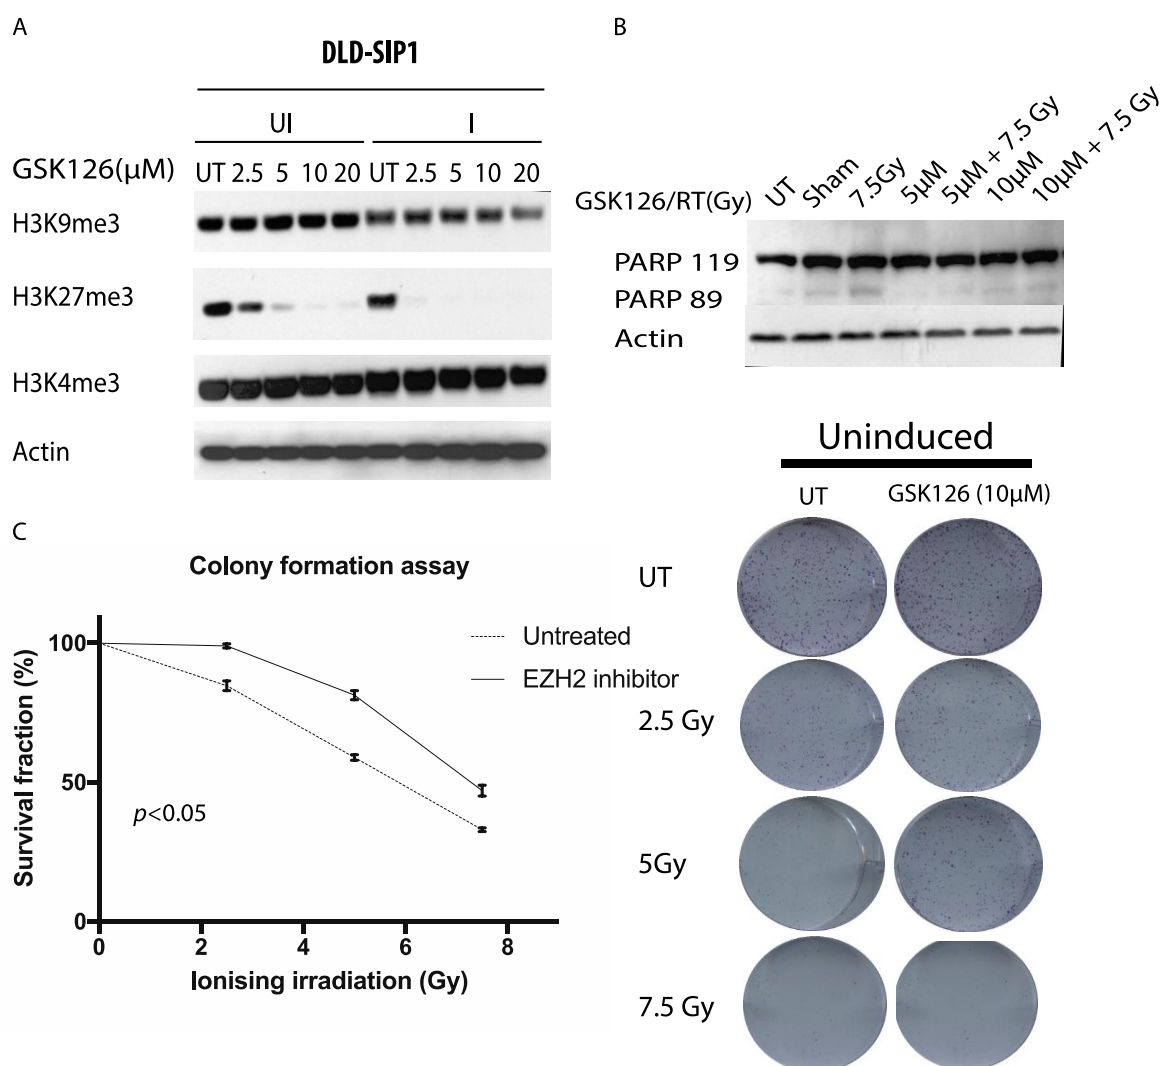 A
DLD-SIP1
UI I
GSK126(µM) UT 2.5 5 10 20 UT 2.5 5 10 20
H3K9me3
H3K27me3
H3K4me3
Actin
B
GSK126/RT(Gy) UT Sham 7.5Gy 5µM 5µM + 7.5 Gy 10µM 10µM + 7.5 Gy
PARP 119
PARP 89
Actin
Uninduced
UT GSK126 (10µM)
UT
2.5 Gy
5Gy
7.5 Gy
C
Colony formation assay
Untreated
EZH2 inhibitor
Survival fraction (%)
100
50
0
p<0.05
0 2 4 6 8
Ionising irradiation (Gy)